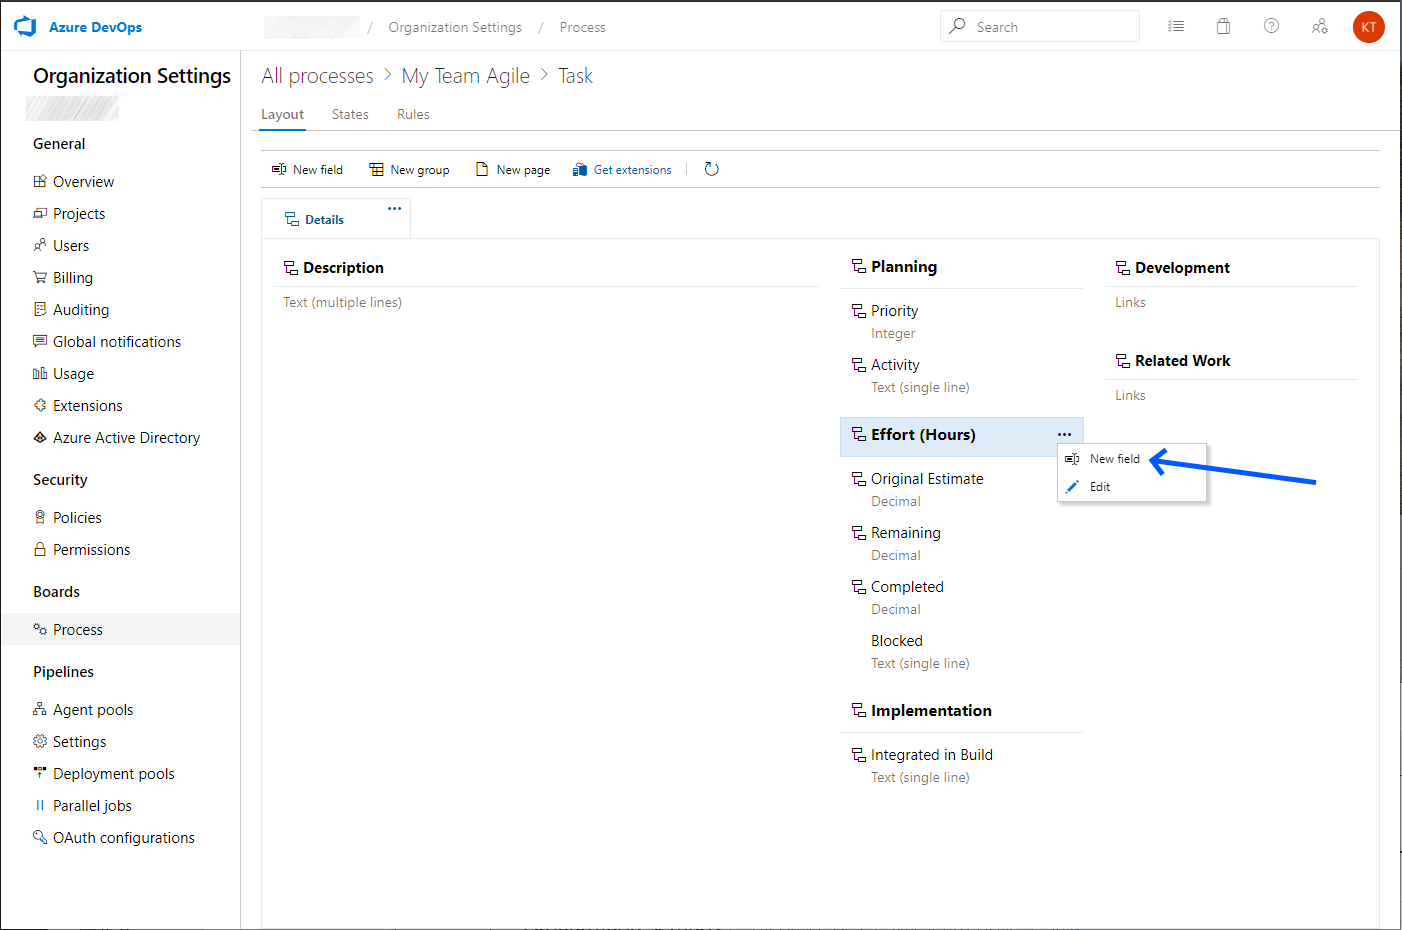 Azure DevOps
/ Organization Settings / Process
Search
KT
Organization Settings
General
Overview
Projects
Users
Billing
Auditing
Global notifications
Usage
Extensions
Azure Active Directory
Security
Policies
Permissions
Boards
Process
Pipelines
Agent pools
Settings
Deployment pools
Parallel jobs
OAuth configurations
All processes > My Team Agile > Task
Layout States Rules
New field New group New page Get extensions
Details ...
Description
Text (multiple lines)
Planning
Priority
Integer
Activity
Text (single line)
Effort (Hours) ...
New field
Edit
Original Estimate
Decimal
Remaining
Decimal
Completed
Decimal
Blocked
Text (single line)
Implementation
Integrated in Build
Text (single line)
Development
Links
Related Work
Links